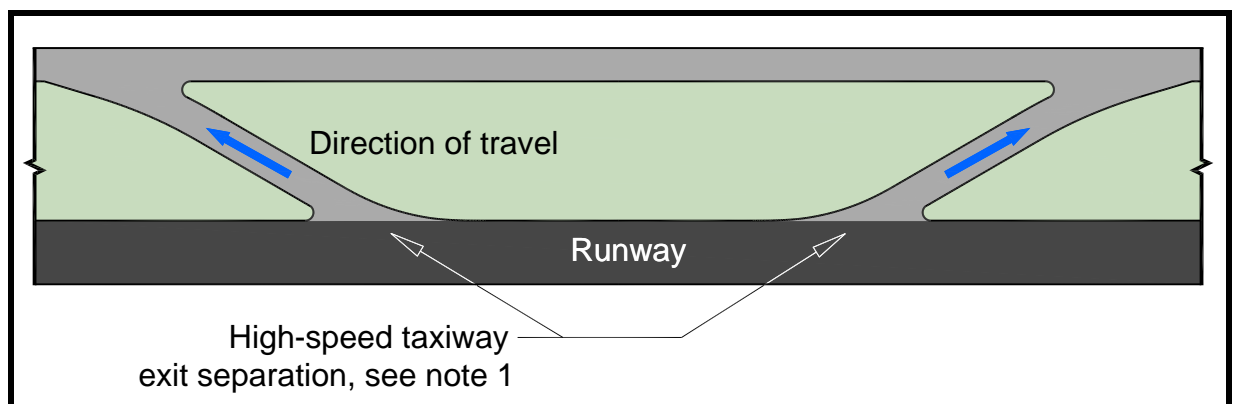 Direction of travel
Runway
High-speed taxiway
exit separation, see note 1